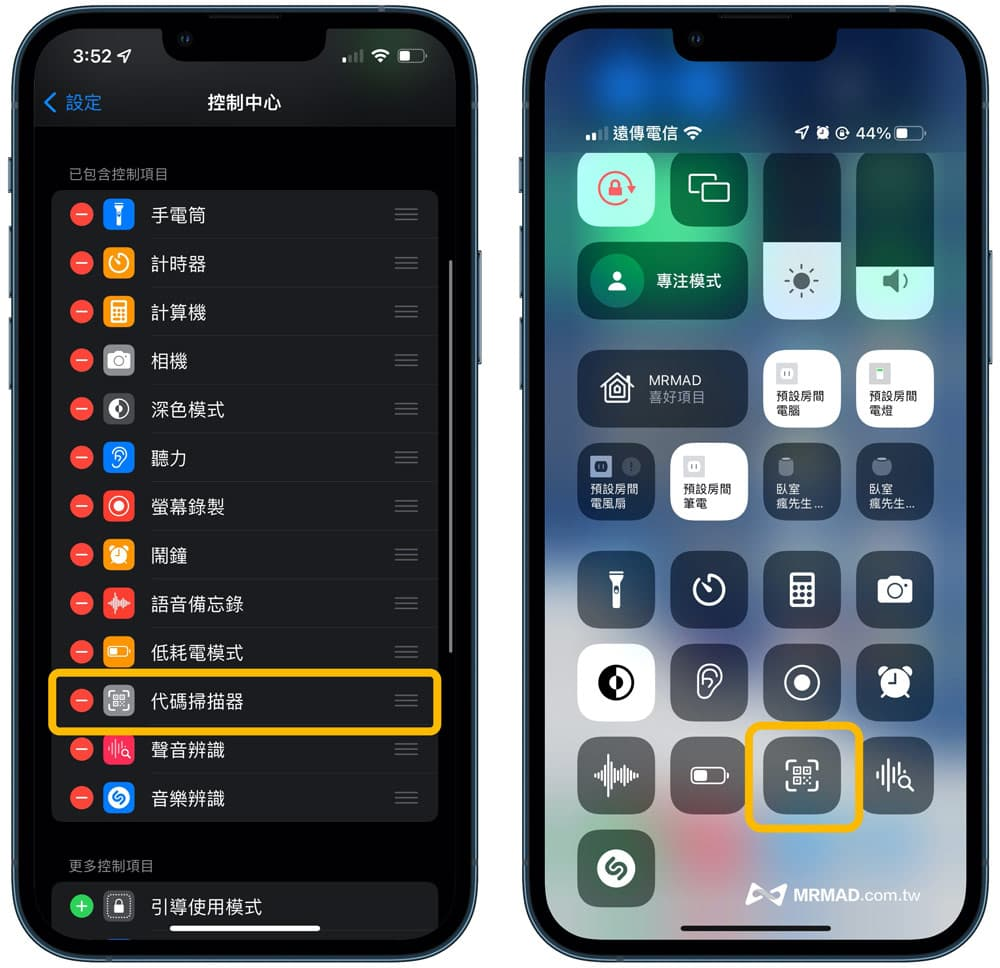 3:52
設定
控制中心
已包含控制項目
手電筒
計時器
計算機
相機
深色模式
聽力
螢幕錄製
鬧鐘
語音備忘錄
低耗電模式
代碼掃描器
聲音辨識
音樂辨識
更多控制項目
引導使用模式
遠傳電信
44%
專注模式
MRMAD
喜好項目
預設房間
電腦
預設房間
電燈
預設房間
電風扇
預設房間
筆電
臥室
瘋先生...
臥室
瘋先生...
MRMAD.com.tw